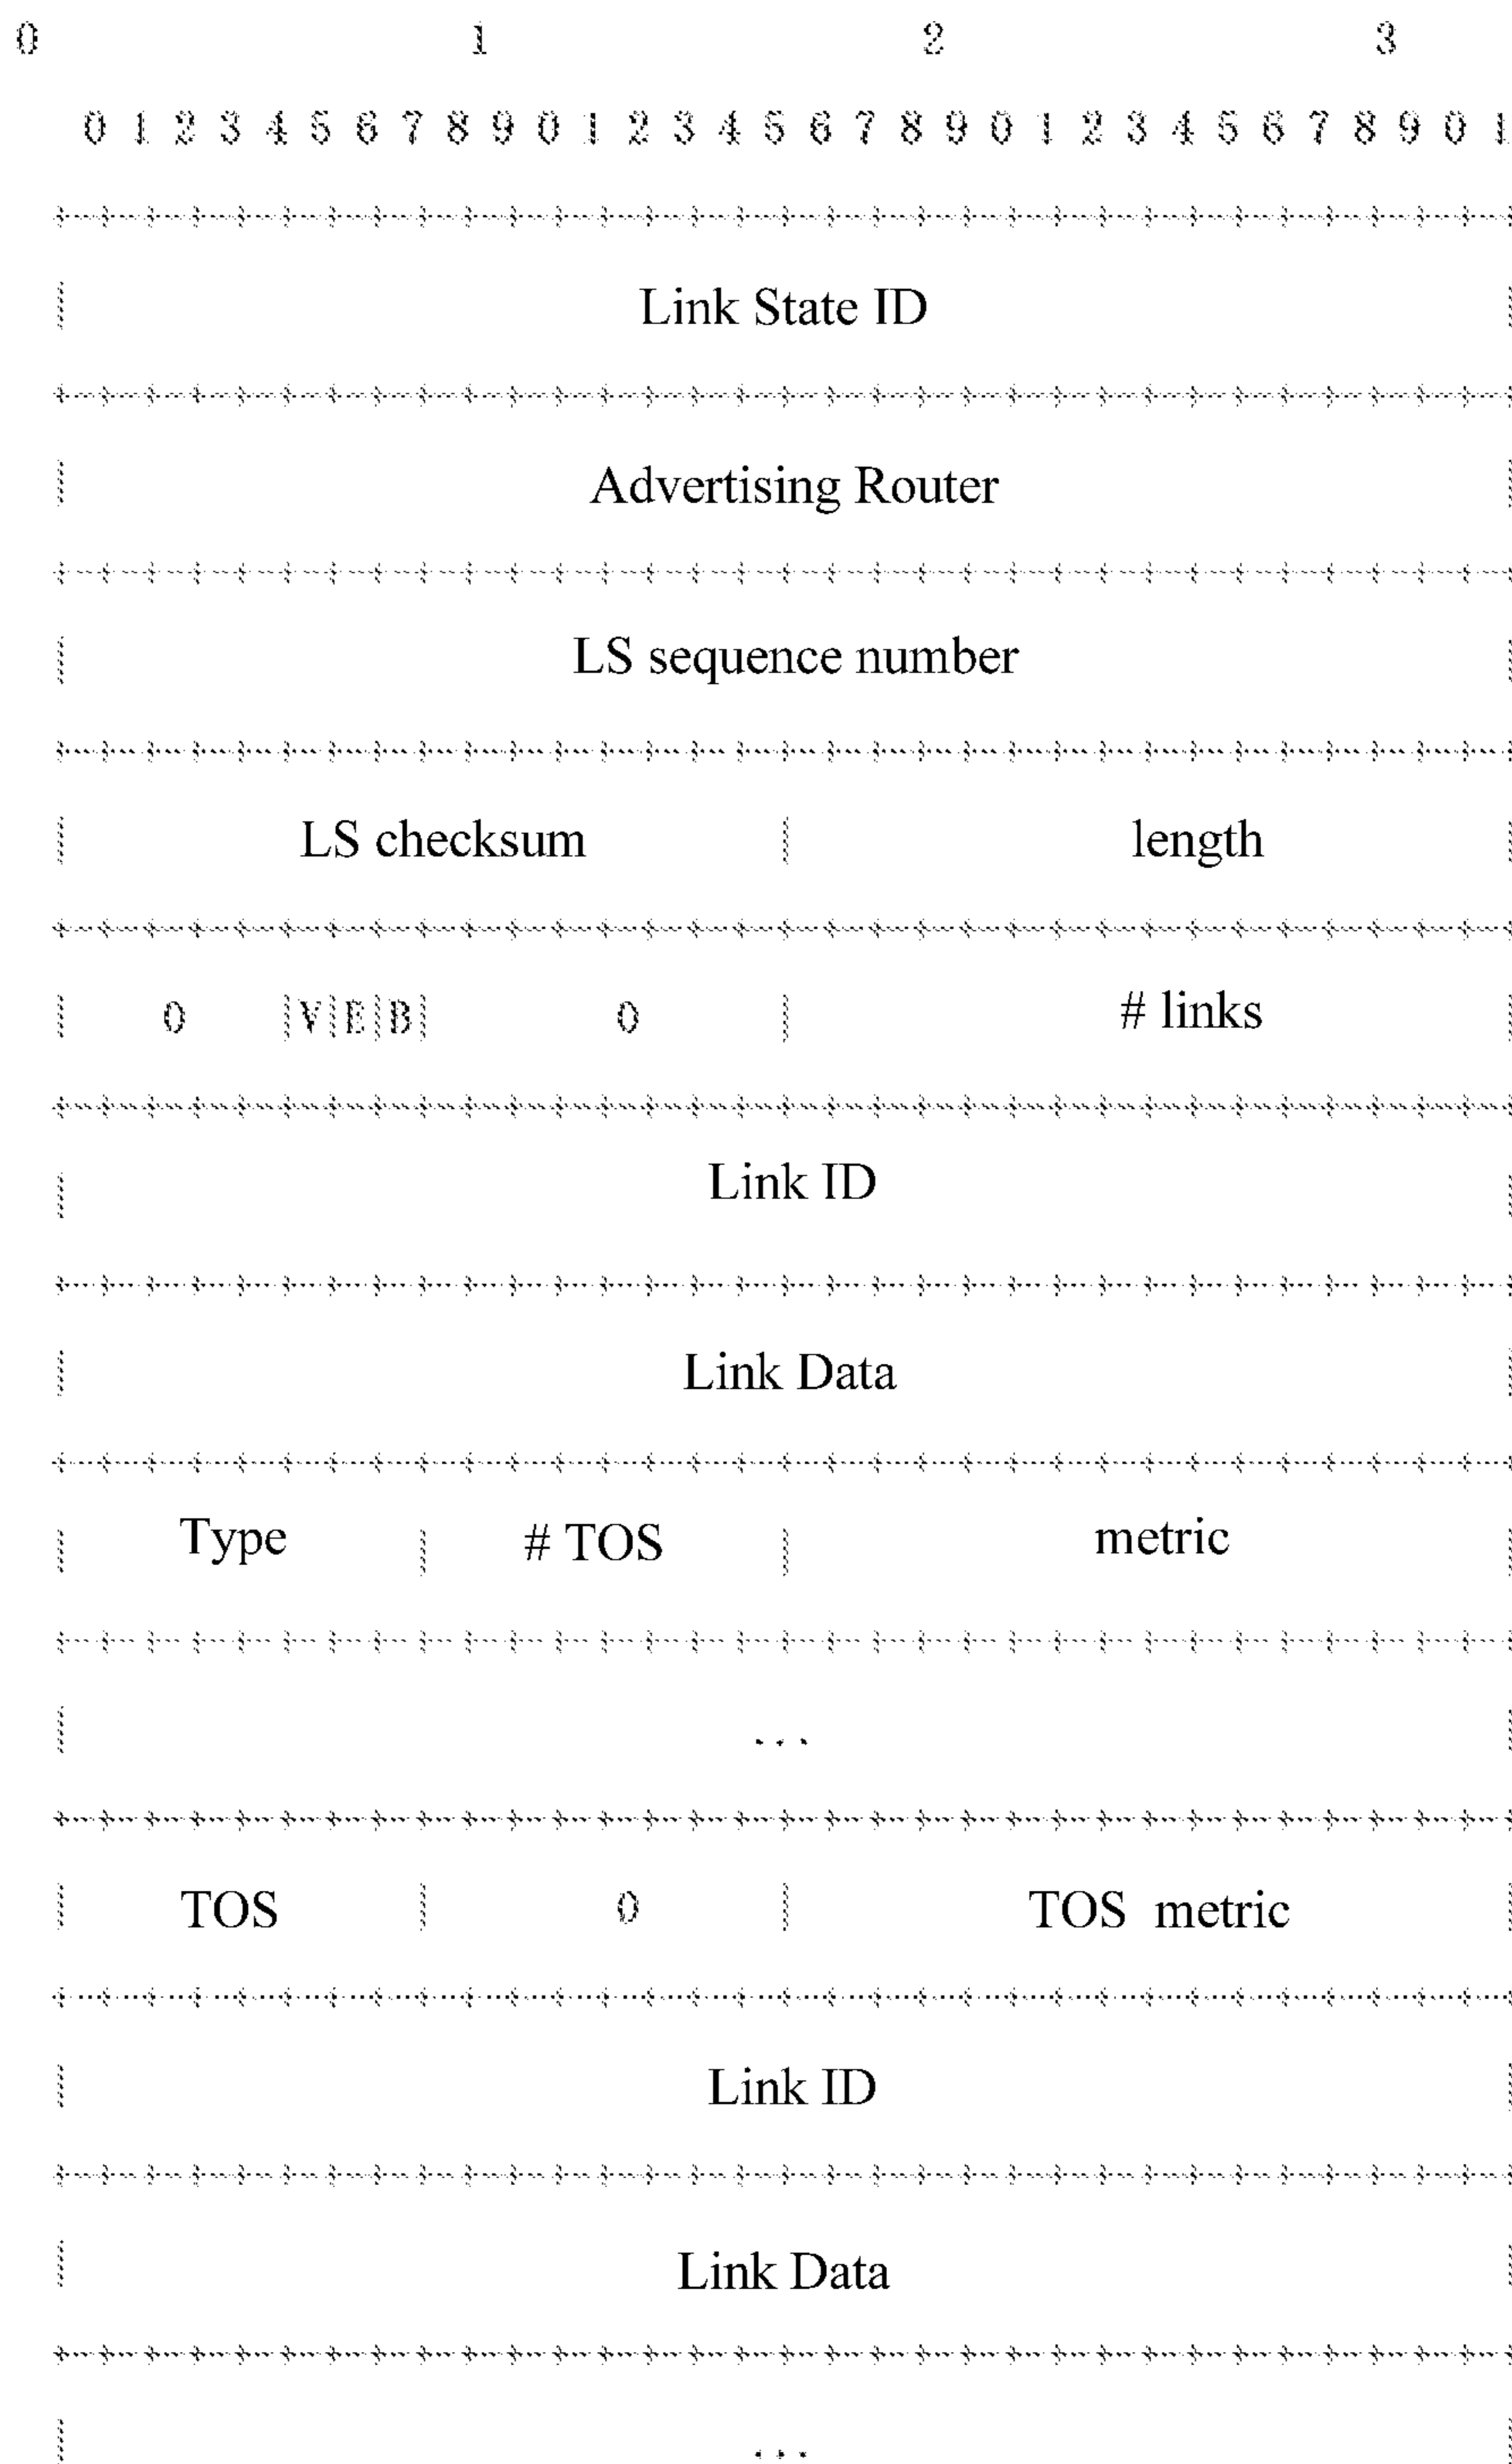 0 1 2 3
0 1 2 3 4 5 6 7 8 9 0 1 2 3 4 5 6 7 8 9 0 1 2 3 4 5 6 7 8 9 0 1
+-+-+-+-+-+-+-+-+-+-+-+-+-+-+-+-+-+-+-+-+-+-+-+-+-+-+-+-+-+-+-+-+
| Link State ID |
+-+-+-+-+-+-+-+-+-+-+-+-+-+-+-+-+-+-+-+-+-+-+-+-+-+-+-+-+-+-+-+-+
| Advertising Router |
+-+-+-+-+-+-+-+-+-+-+-+-+-+-+-+-+-+-+-+-+-+-+-+-+-+-+-+-+-+-+-+-+
| LS sequence number |
+-+-+-+-+-+-+-+-+-+-+-+-+-+-+-+-+-+-+-+-+-+-+-+-+-+-+-+-+-+-+-+-+
| LS checksum | length |
+-+-+-+-+-+-+-+-+-+-+-+-+-+-+-+-+-+-+-+-+-+-+-+-+-+-+-+-+-+-+-+-+
| 0 |V|E|B| 0 | # links |
+-+-+-+-+-+-+-+-+-+-+-+-+-+-+-+-+-+-+-+-+-+-+-+-+-+-+-+-+-+-+-+-+
| Link ID |
+-+-+-+-+-+-+-+-+-+-+-+-+-+-+-+-+-+-+-+-+-+-+-+-+-+-+-+-+-+-+-+-+
| Link Data |
+-+-+-+-+-+-+-+-+-+-+-+-+-+-+-+-+-+-+-+-+-+-+-+-+-+-+-+-+-+-+-+-+
| Type | # TOS | metric |
+-+-+-+-+-+-+-+-+-+-+-+-+-+-+-+-+-+-+-+-+-+-+-+-+-+-+-+-+-+-+-+-+
| ... |
+-+-+-+-+-+-+-+-+-+-+-+-+-+-+-+-+-+-+-+-+-+-+-+-+-+-+-+-+-+-+-+-+
| TOS | 0 | TOS metric |
+-+-+-+-+-+-+-+-+-+-+-+-+-+-+-+-+-+-+-+-+-+-+-+-+-+-+-+-+-+-+-+-+
| Link ID |
+-+-+-+-+-+-+-+-+-+-+-+-+-+-+-+-+-+-+-+-+-+-+-+-+-+-+-+-+-+-+-+-+
| Link Data |
+-+-+-+-+-+-+-+-+-+-+-+-+-+-+-+-+-+-+-+-+-+-+-+-+-+-+-+-+-+-+-+-+
| ... |